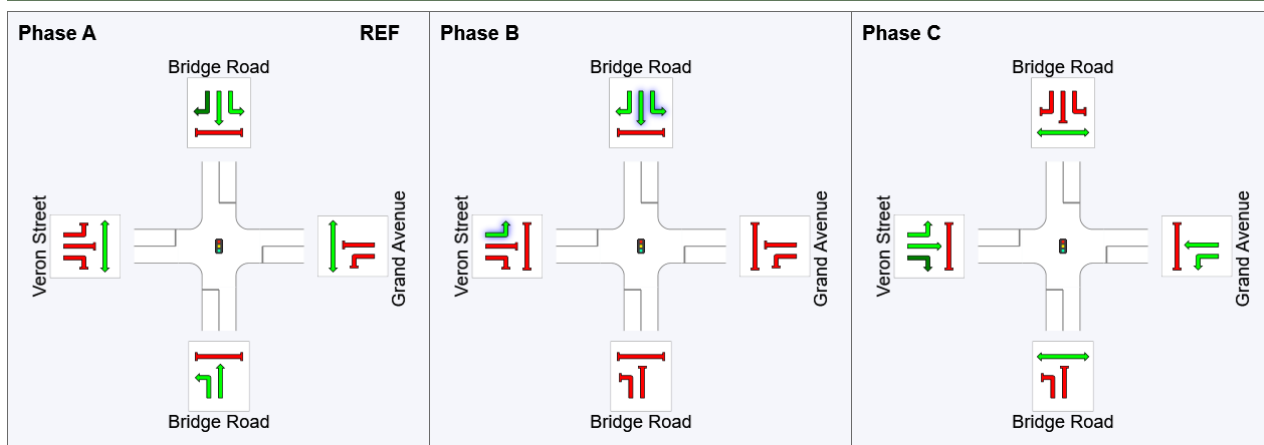 Phase A
REF
Bridge Road
Veron Street
Grand Avenue
Bridge Road
Phase B
Bridge Road
Veron Street
Grand Avenue
Bridge Road
Phase C
Bridge Road
Veron Street
Grand Avenue
Bridge Road